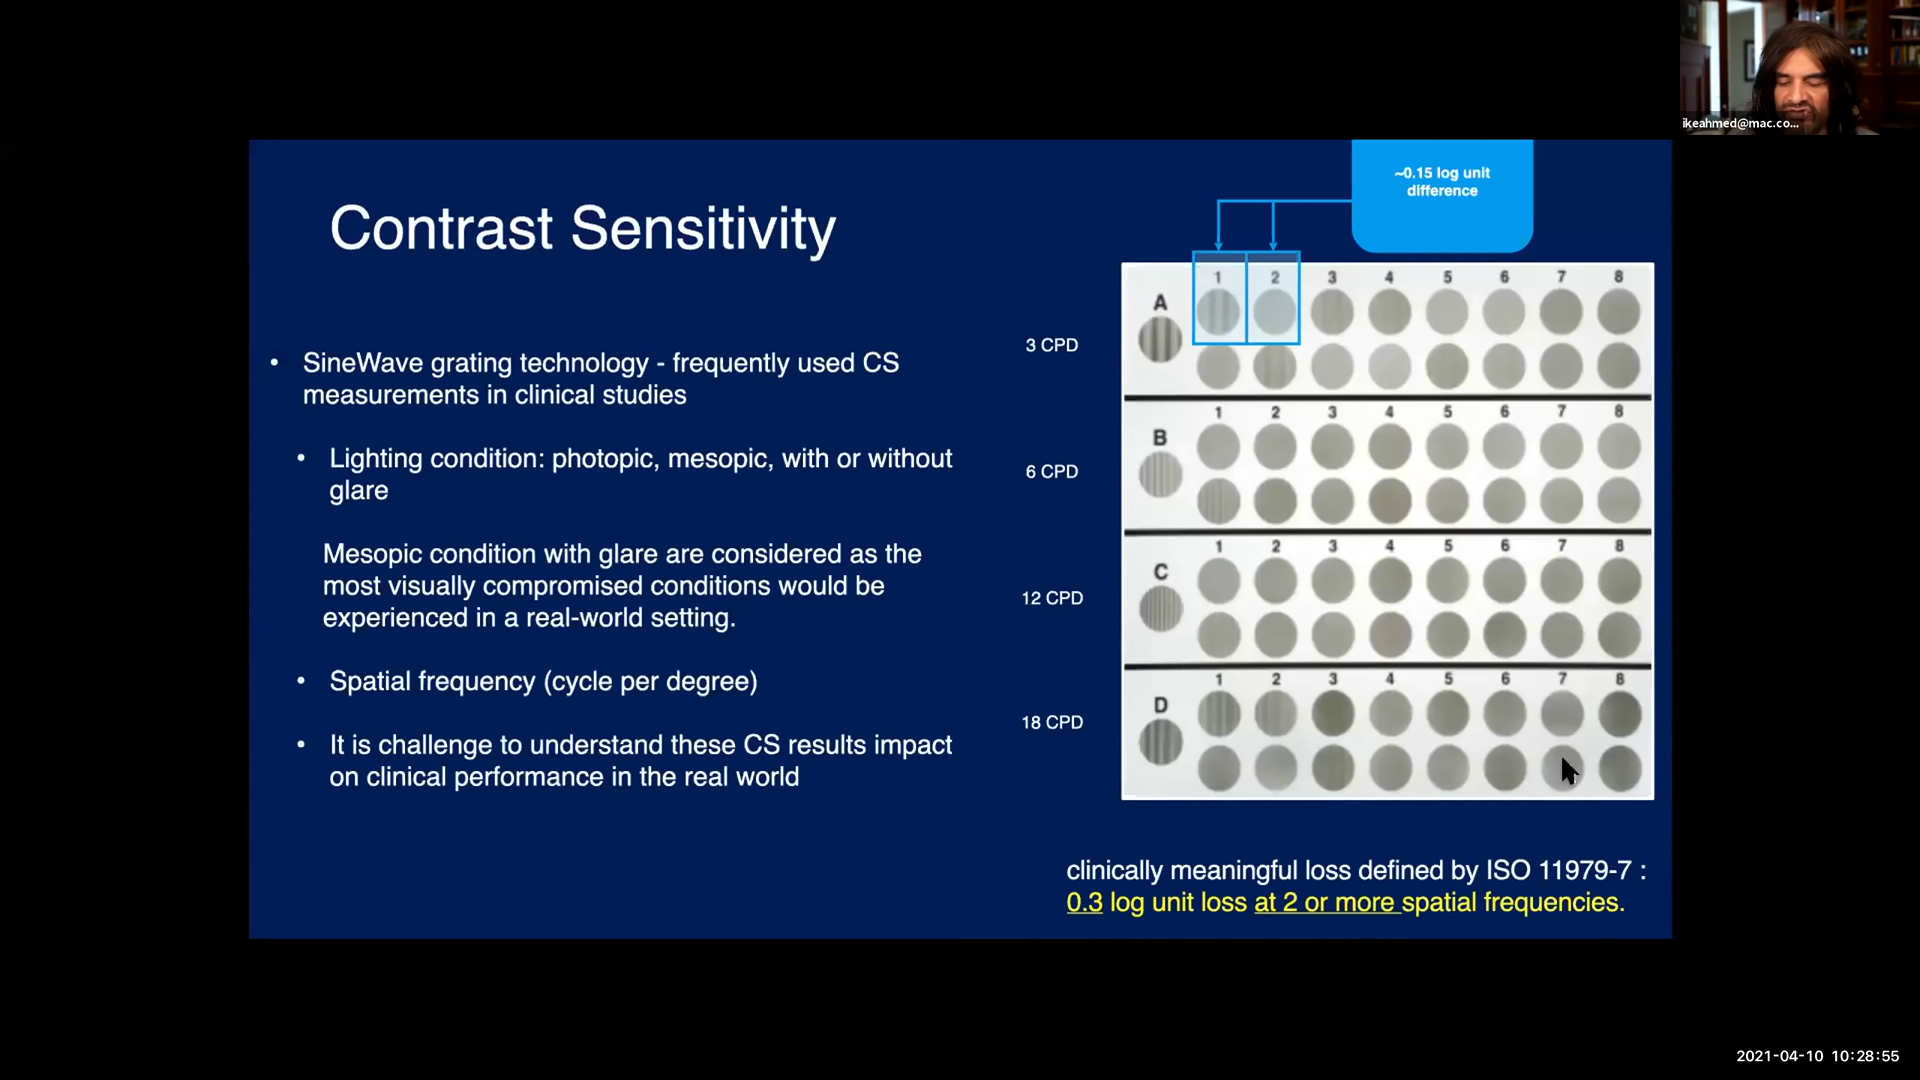 ikeahmed@mac.co...
~0.15 log unit
difference
Contrast Sensitivity
• SineWave grating technology - frequently used CS
measurements in clinical studies
• Lighting condition: photopic, mesopic, with or without
glare
Mesopic condition with glare are considered as the
most visually compromised conditions would be
experienced in a real-world setting.
• Spatial frequency (cycle per degree)
• It is challenge to understand these CS results impact
on clinical performance in the real world
3 CPD
6 CPD
12 CPD
18 CPD
1 2 3 4 5 6 7 8
A
1 2 3 4 5 6 7 8
B
1 2 3 4 5 6 7 8
C
1 2 3 4 5 6 7 8
D
clinically meaningful loss defined by ISO 11979-7 :
0.3 log unit loss at 2 or more spatial frequencies.
2021-04-10 10:28:55